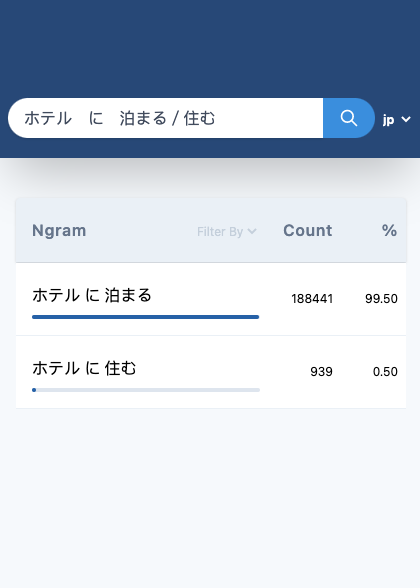 ホテル　に　泊まる / 住む
jp
Ngram Filter By Count %
ホテル に 泊まる 188441 99.50
ホテル に 住む 939 0.50